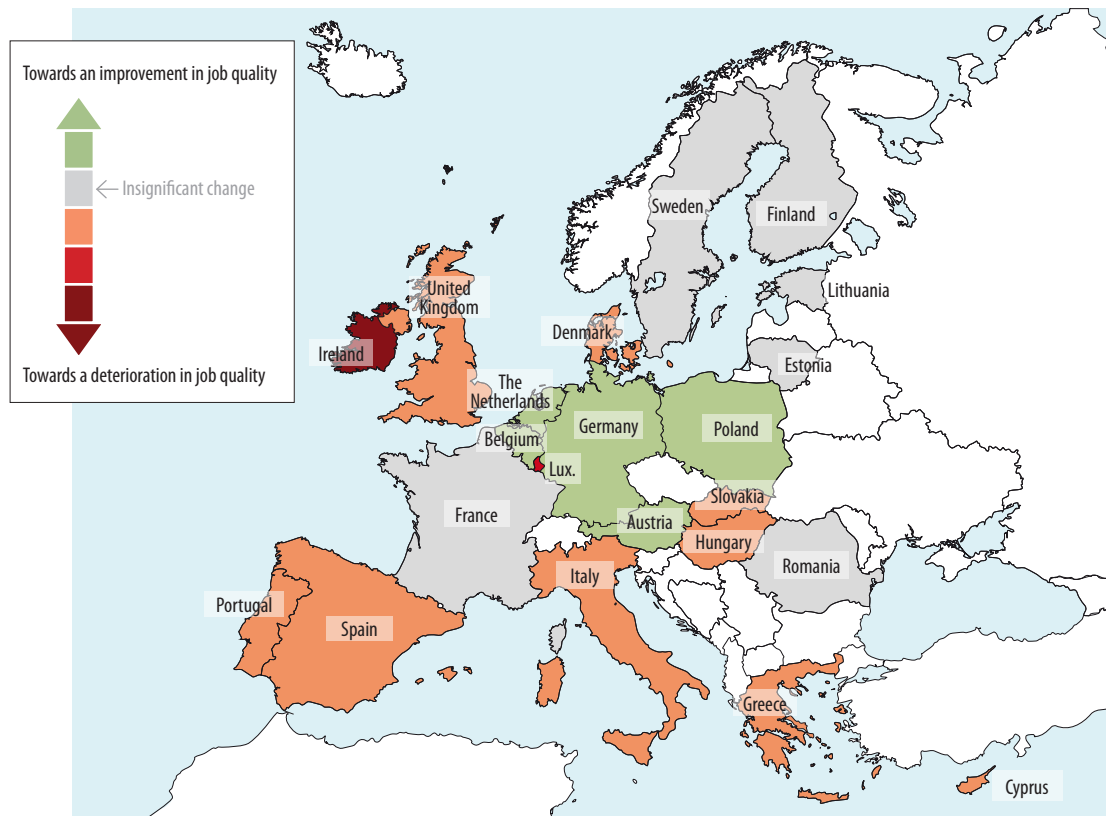 Towards an improvement in job quality
Insignificant change
Towards a deterioration in job quality
Sweden
Finland
Lithuania
United
Kingdom
Denmark
Ireland
Estonia
The
Netherlands
Germany
Poland
Belgium
Lux.
Slovakia
France
Austria
Hungary
Romania
Italy
Portugal
Spain
Greece
Cyprus